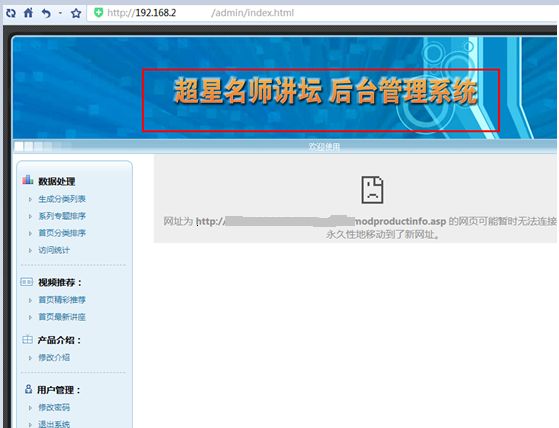 http://192.168.2 /admin/index.html
超星名师讲坛 后台管理系统
欢迎使用
数据处理
生成分类列表
系列专题排序
首页分类排序
访问统计
视频推荐：
首页精彩推荐
首页最新讲座
产品介绍：
修改介绍
用户管理：
修改密码
退出系统
网址为 http:// modproductinfo.asp 的网页可能暂时无法连接
永久性地移动到了新网址。